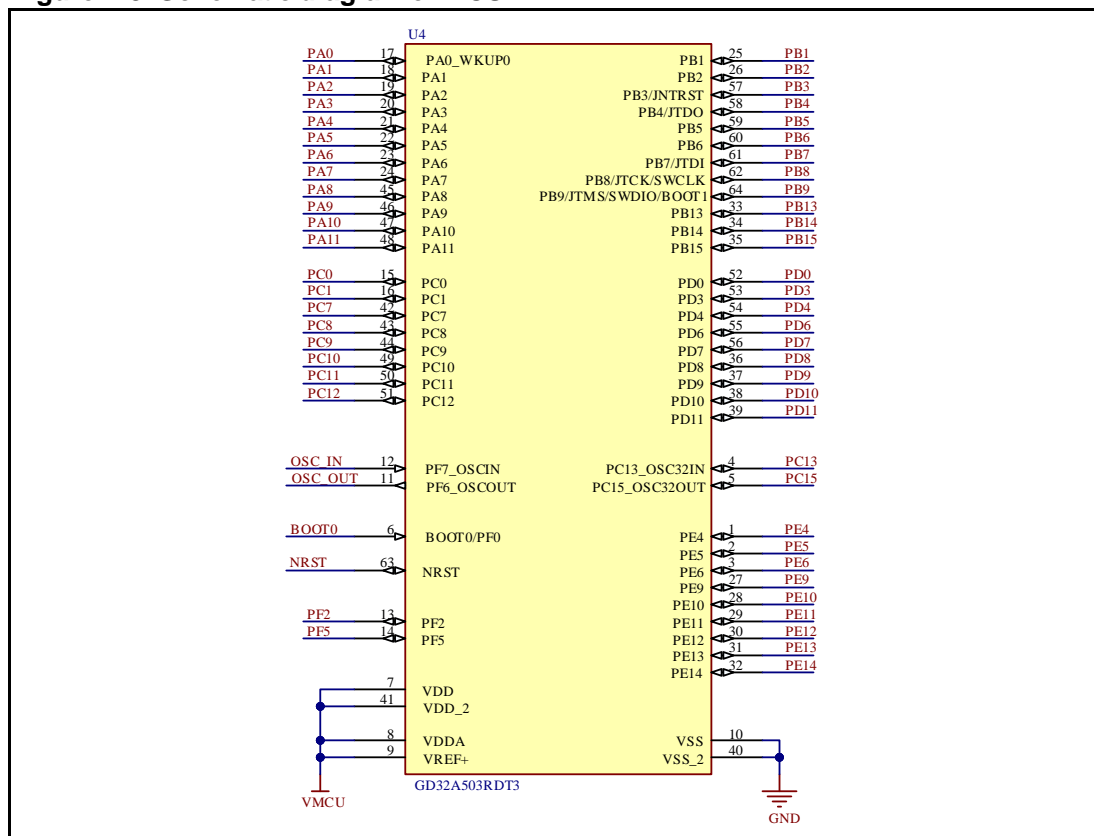 U4
PA0 17 PA0_WKUP0 PB1 25 PB1
PA1 18 PA1 PB2 26 PB2
PA2 19 PA2 PB3/JNTRST 57 PB3
PA3 20 PA3 PB4/JTDO 58 PB4
PA4 21 PA4 PB5 59 PB5
PA5 22 PA5 PB6 60 PB6
PA6 23 PA6 PB7/JTDI 61 PB7
PA7 24 PA7 PB8/JTCK/SWCLK 62 PB8
PA8 45 PA8 PB9/JTMS/SWDIO/BOOT1 64 PB9
PA9 46 PA9 PB13 33 PB13
PA10 47 PA10 PB14 34 PB14
PA11 48 PA11 PB15 35 PB15
PC0 15 PC0 PD0 52 PD0
PC1 16 PC1 PD3 53 PD3
PC7 42 PC7 PD4 54 PD4
PC8 43 PC8 PD6 55 PD6
PC9 44 PC9 PD7 56 PD7
PC10 49 PC10 PD8 36 PD8
PC11 50 PC11 PD9 37 PD9
PC12 51 PC12 PD10 38 PD10
PD11 39 PD11
OSC_IN 12 PF7_OSCIN PC13_OSC32IN 4 PC13
OSC_OUT 11 PF6_OSCOUT PC15_OSC32OUT 5 PC15
BOOT0 6 BOOT0/PF0 PE4 1 PE4
PE5 2 PE5
NRST 63 NRST PE6 3 PE6
PE9 27 PE9
PE10 28 PE10
PF2 13 PF2 PE11 29 PE11
PF5 14 PF5 PE12 30 PE12
PE13 31 PE13
PE14 32 PE14
7 VDD
41 VDD_2
8 VDDA VSS 10
9 VREF+ VSS_2 40
GD32A503RDT3
VMCU
GND